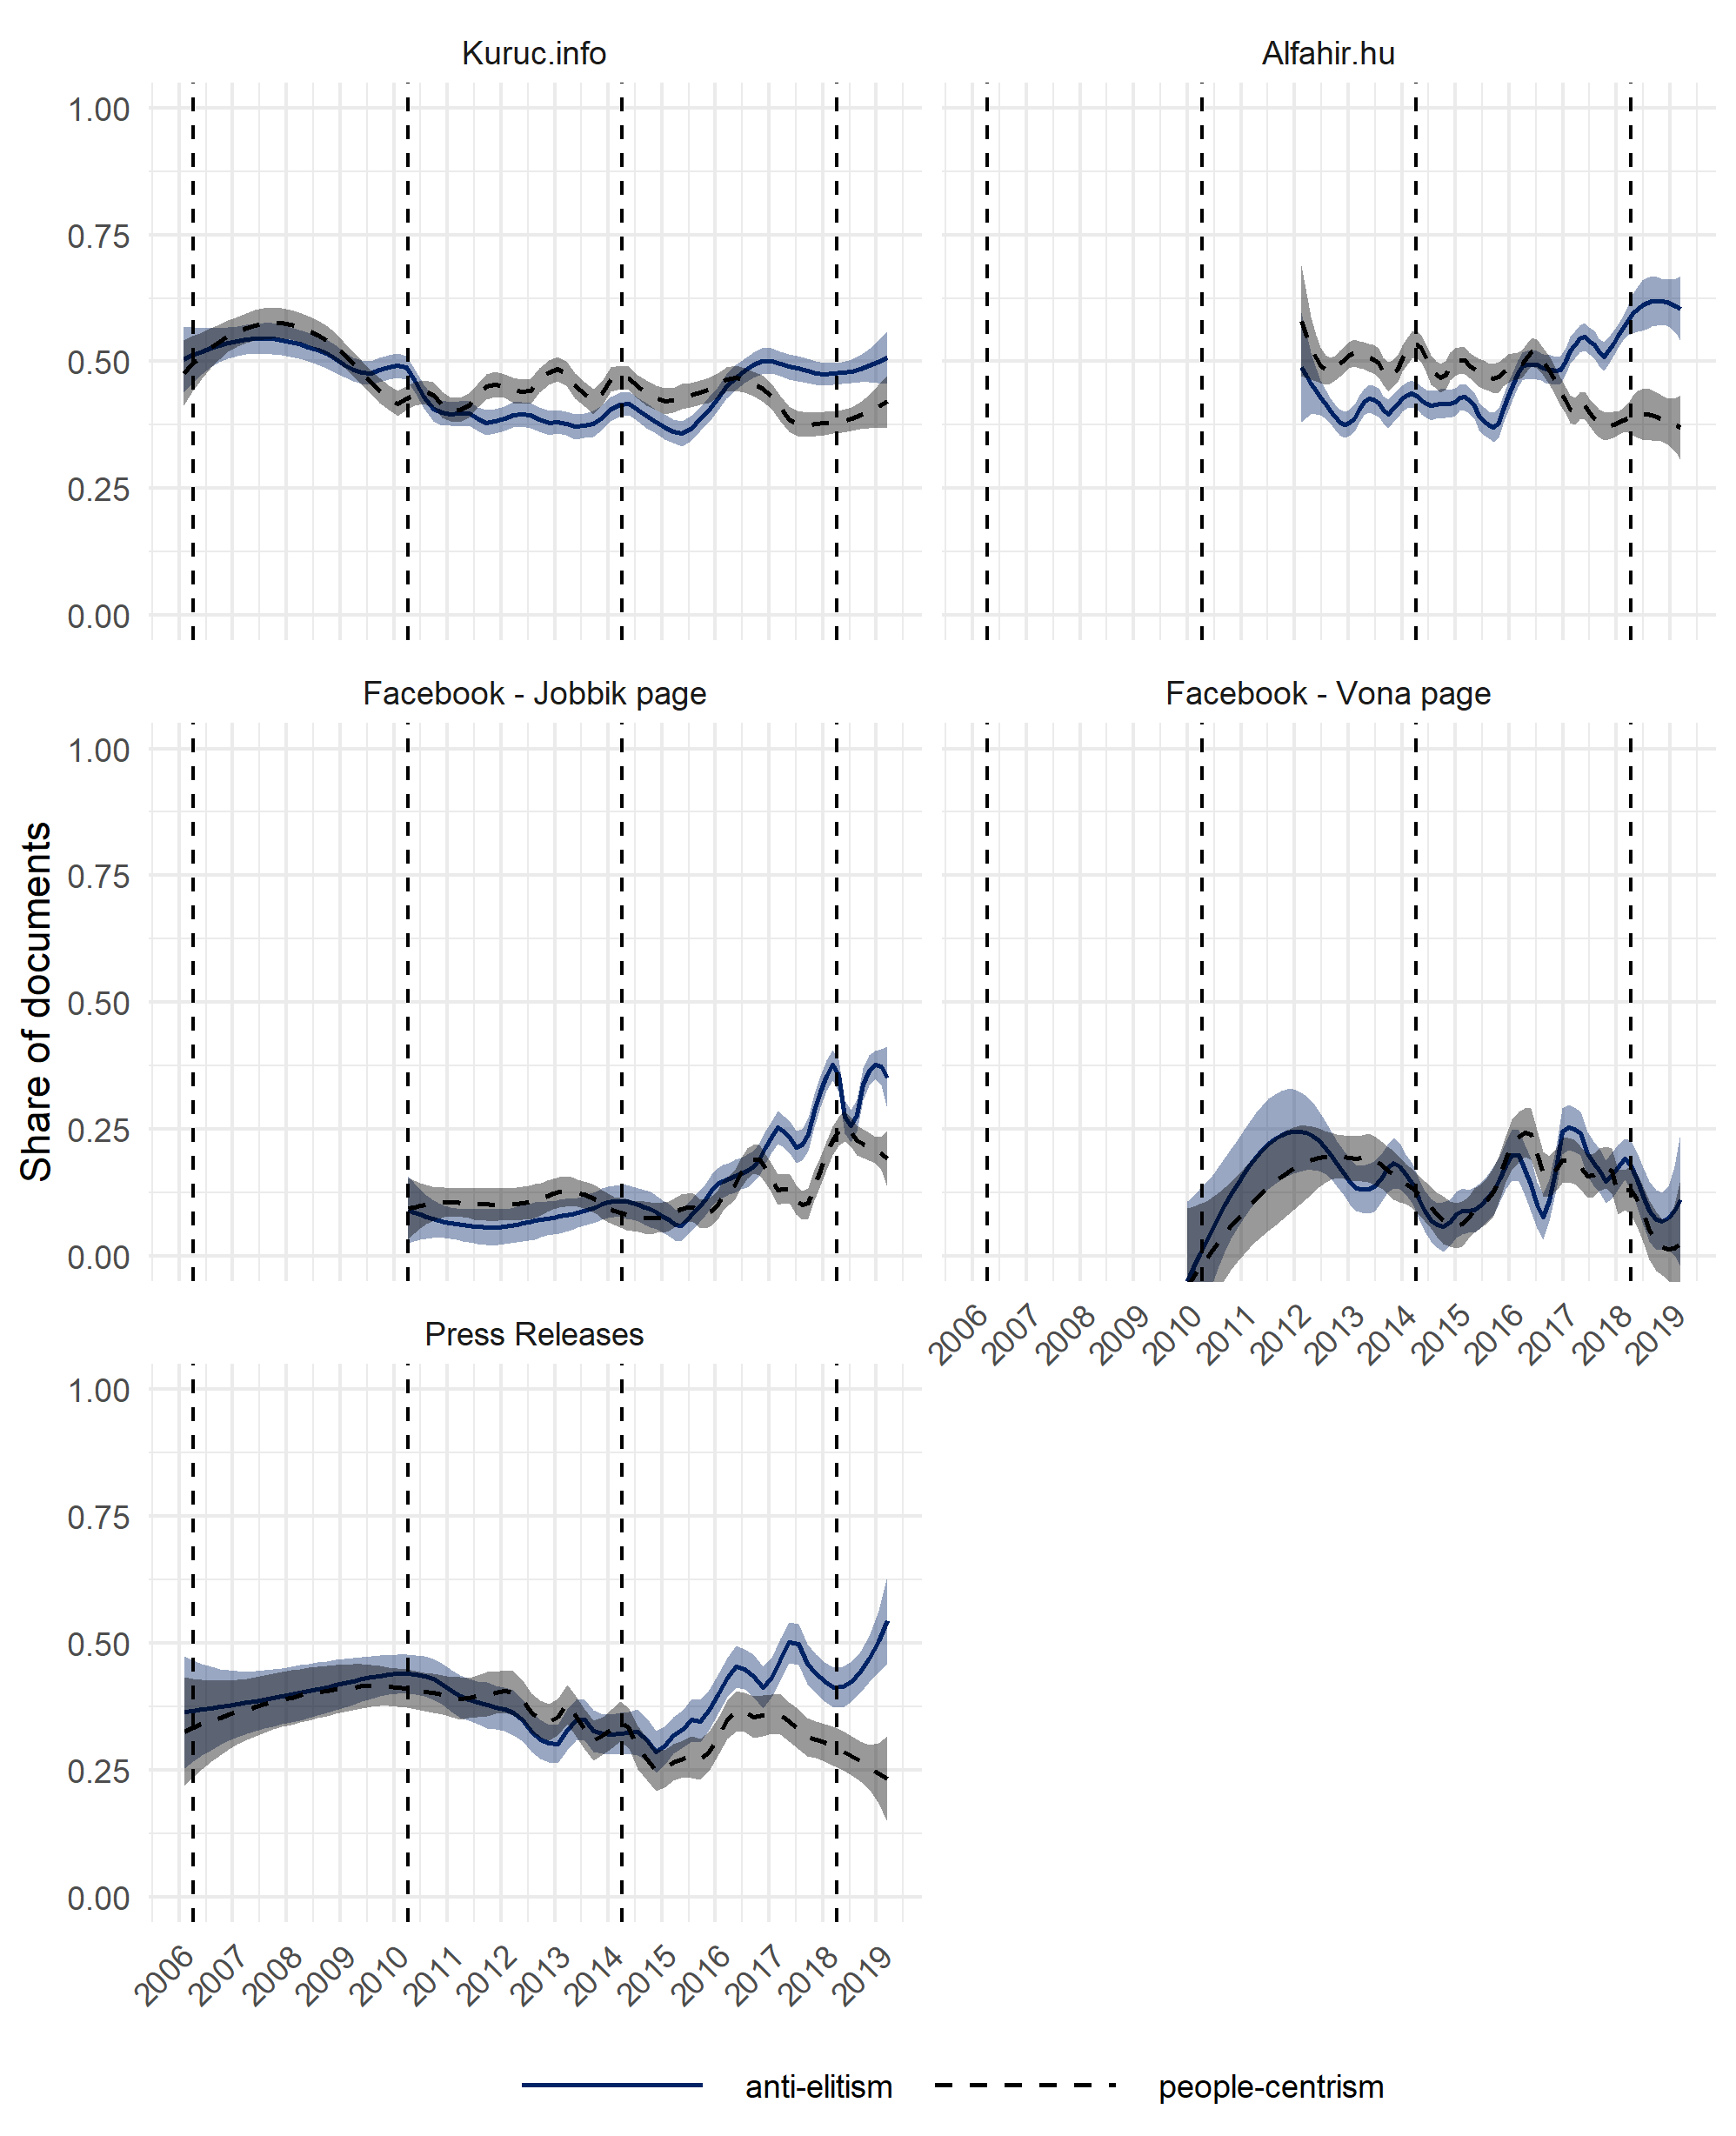 Kuruc.info
Alfahir.hu
1.00
0.75
0.50
0.25
0.00
Facebook - Jobbik page
Facebook - Vona page
Share of documents
1.00
0.75
0.50
0.25
0.00
2006 2007 2008 2009 2010 2011 2012 2013 2014 2015 2016 2017 2018 2019
Press Releases
1.00
0.75
0.50
0.25
0.00
2006 2007 2008 2009 2010 2011 2012 2013 2014 2015 2016 2017 2018 2019
anti-elitism people-centrism